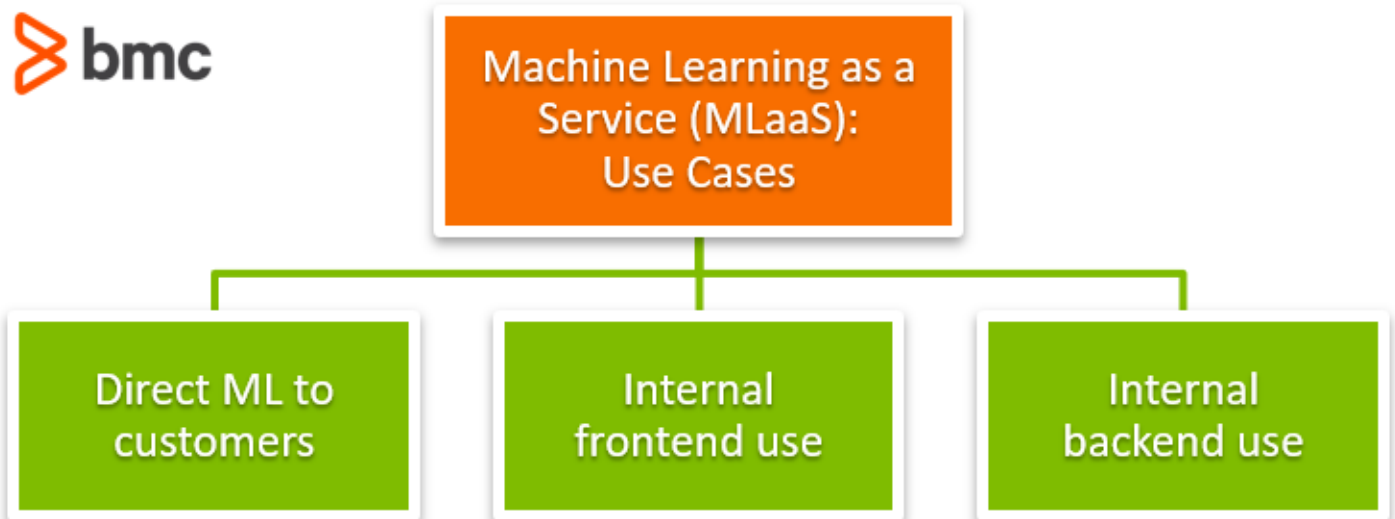 bmc
Machine Learning as a
Service (MLaaS):
Use Cases
Direct ML to
customers
Internal
frontend use
Internal
backend use